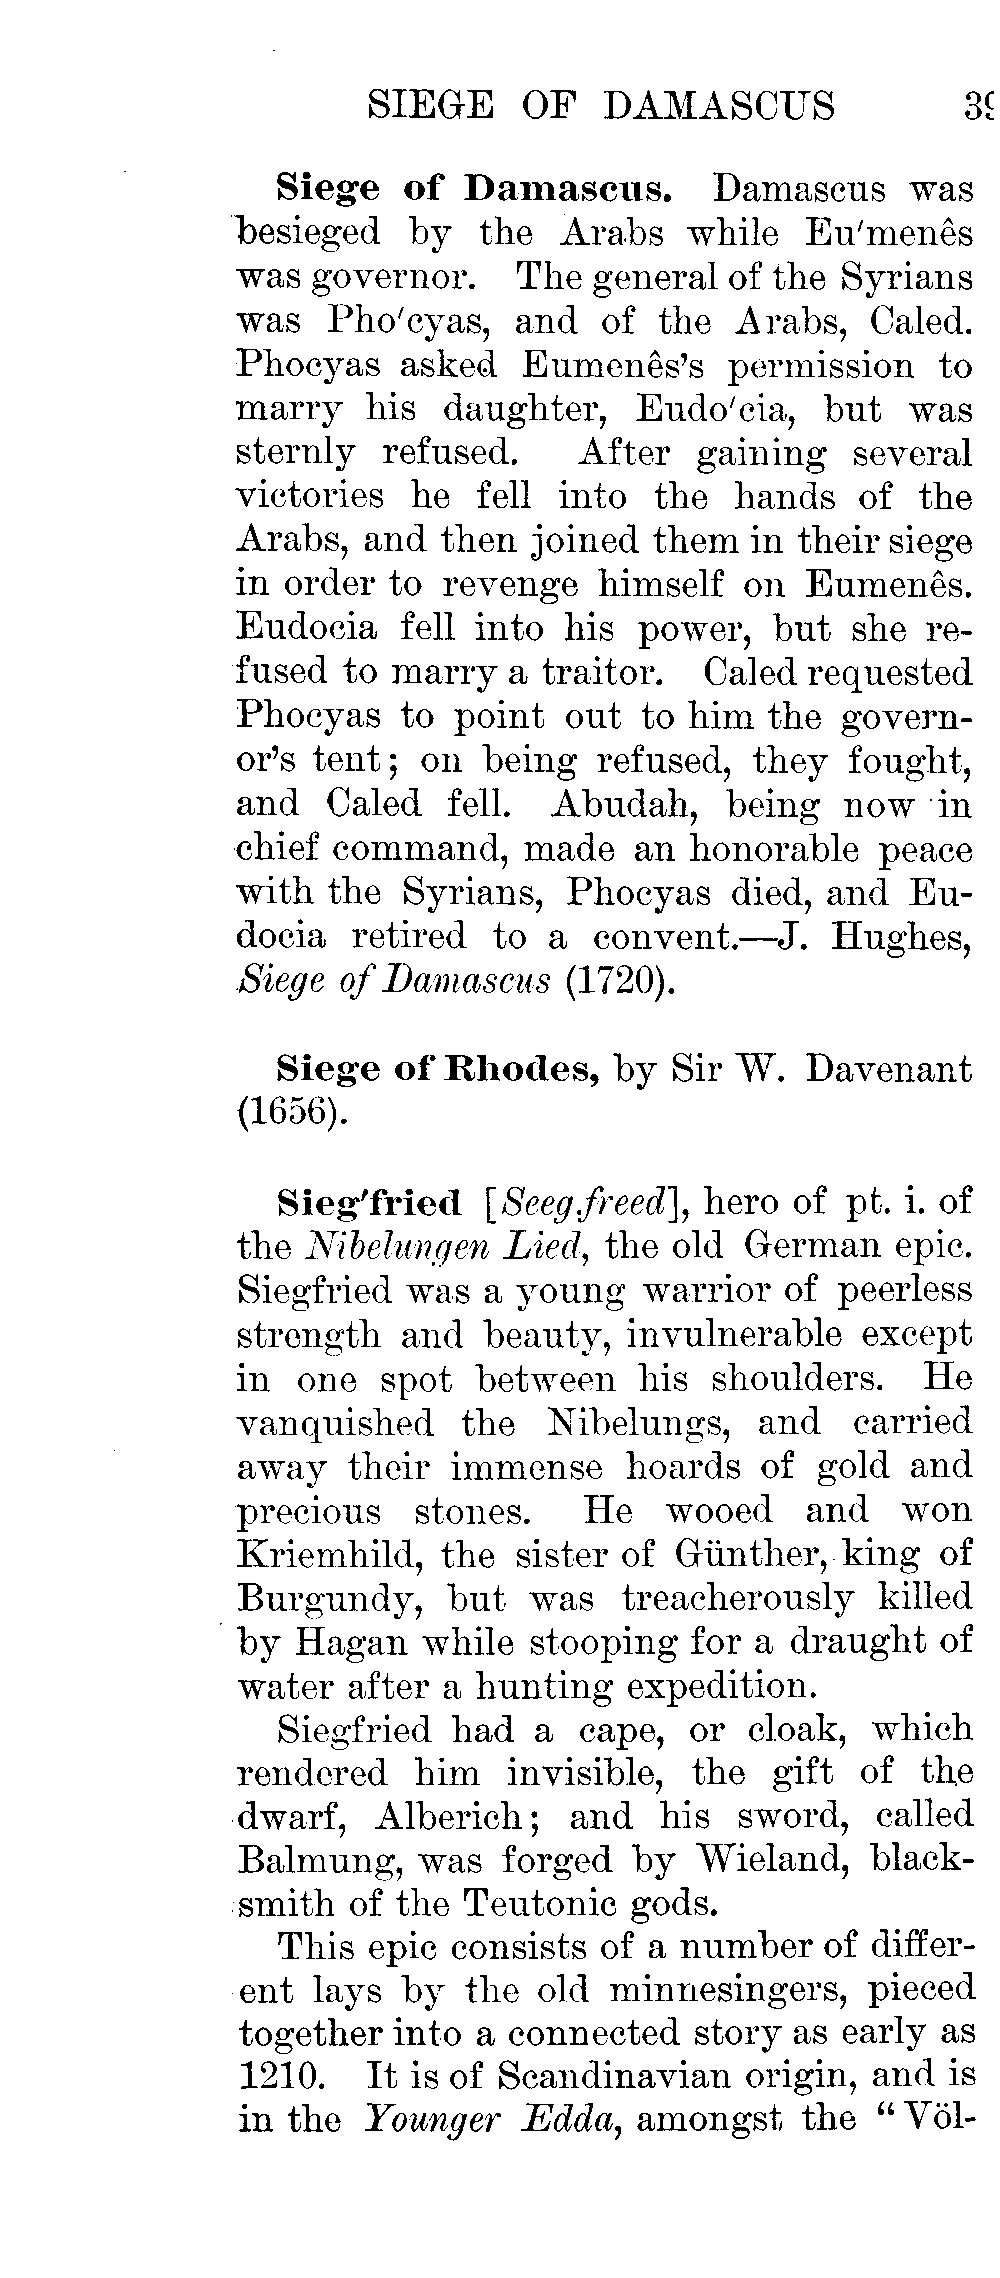 SIEGE OF DAMASCUS 39
Siege of Damascus. Damascus was
besieged by the Arabs while Eu'menês
was governor. The general of the Syrians
was Pho'cyas, and of the Arabs, Caled.
Phocyas asked Eumenês's permission to
marry his daughter, Eudo'cia, but was
sternly refused. After gaining several
victories he fell into the hands of the
Arabs, and then joined them in their siege
in order to revenge himself on Eumenês.
Eudocia fell into his power, but she re-
fused to marry a traitor. Caled requested
Phocyas to point out to him the govern-
or's tent; on being refused, they fought,
and Caled fell. Abudah, being now in
chief command, made an honorable peace
with the Syrians, Phocyas died, and Eu-
docia retired to a convent.—J. Hughes,
Siege of Damascus (1720).
Siege of Rhodes, by Sir W. Davenant
(1656).
Sieg'fried [Seeg.freed], hero of pt. i. of
the Nibelungen Lied, the old German epic.
Siegfried was a young warrior of peerless
strength and beauty, invulnerable except
in one spot between his shoulders. He
vanquished the Nibelungs, and carried
away their immense hoards of gold and
precious stones. He wooed and won
Kriemhild, the sister of Günther, king of
Burgundy, but was treacherously killed
by Hagan while stooping for a draught of
water after a hunting expedition.
Siegfried had a cape, or cloak, which
rendered him invisible, the gift of the
dwarf, Alberich; and his sword, called
Balmung, was forged by Wieland, black-
smith of the Teutonic gods.
This epic consists of a number of differ-
ent lays by the old minnesingers, pieced
together into a connected story as early as
1210. It is of Scandinavian origin, and is
in the Younger Edda, amongst the “Völ-